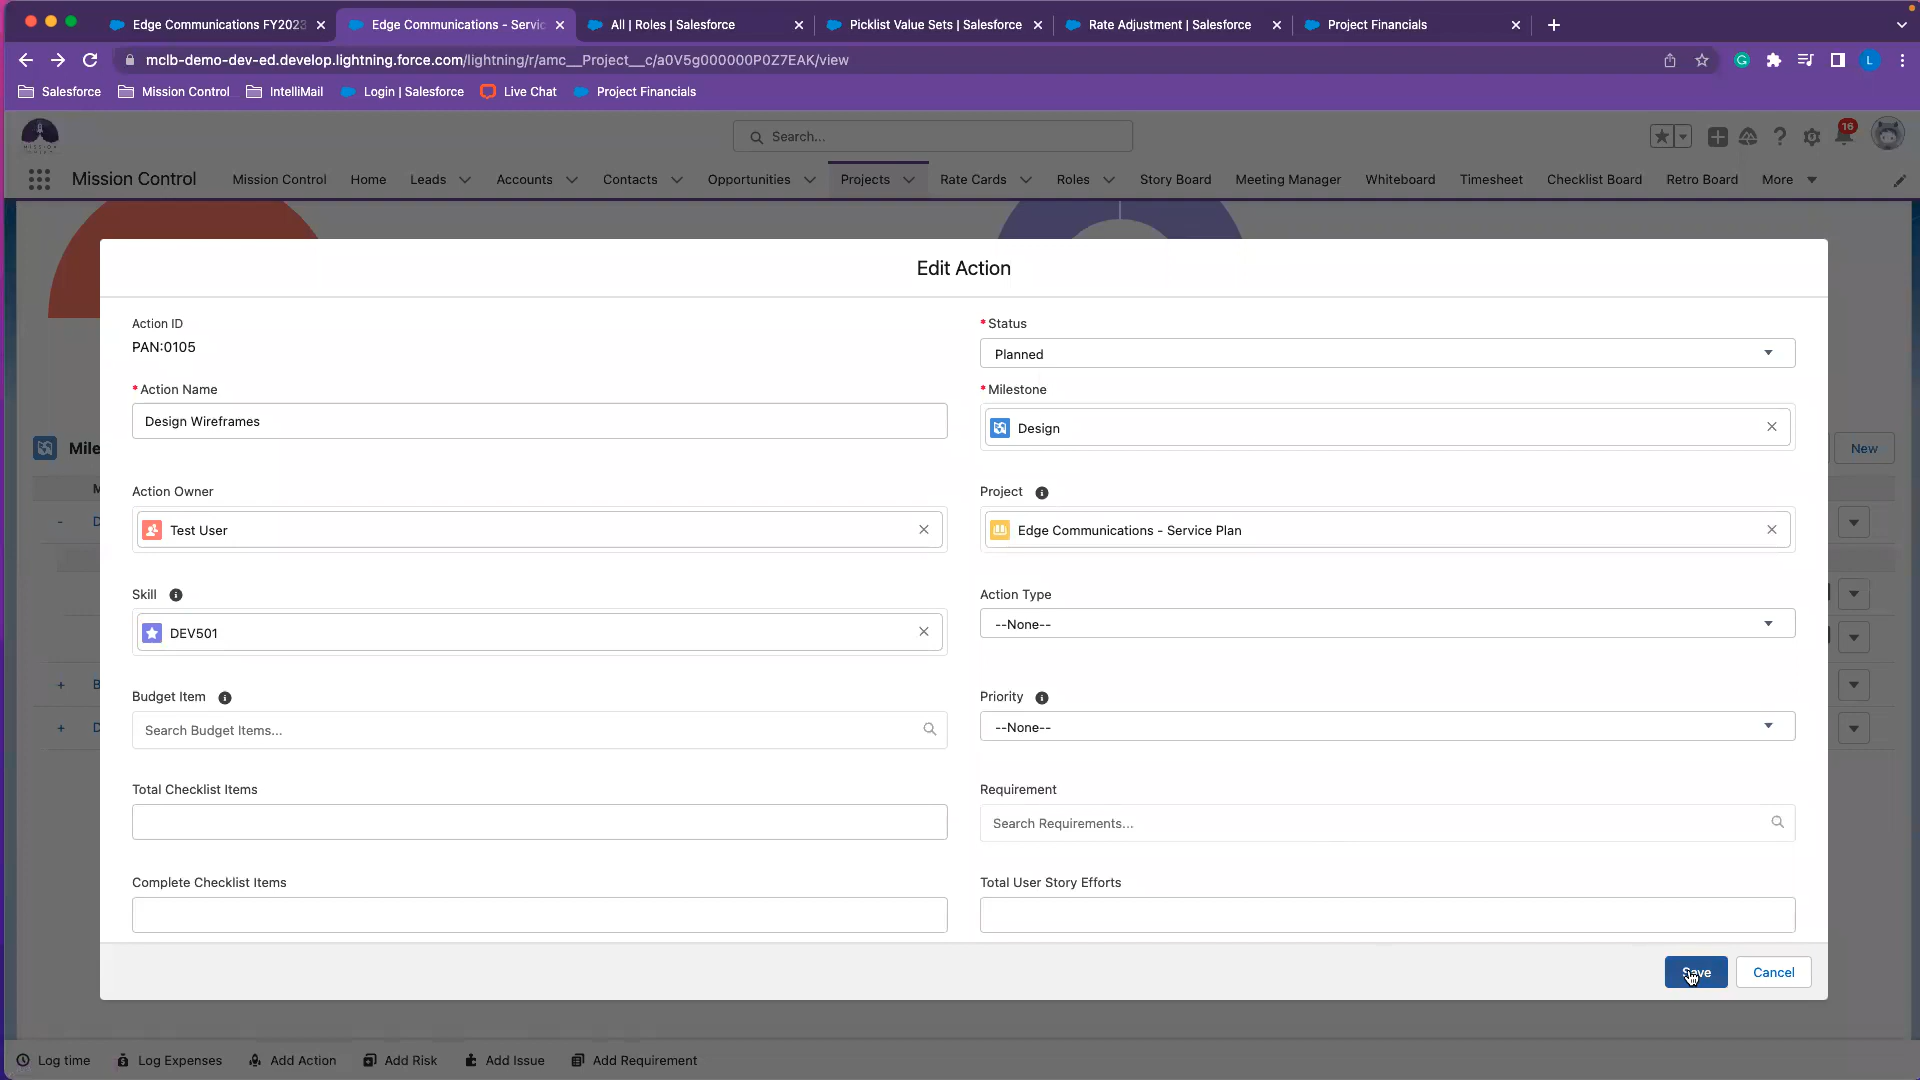 Edge Communications FY2023
Edge Communications - Servic
All | Roles | Salesforce
Picklist Value Sets | Salesforce
Rate Adjustment | Salesforce
Project Financials
mclb-demo-dev-ed.develop.lightning.force.com/lightning/r/amc__Project__c/a0V5g000000P0Z7EAK/view
L
Salesforce
Mission Control
IntelliMail
Login | Salesforce
Live Chat
Project Financials
Search...
16
Mission Control
Mission Control
Home
Leads
Accounts
Contacts
Opportunities
Projects
Rate Cards
Roles
Story Board
Meeting Manager
Whiteboard
Timesheet
Checklist Board
Retro Board
More
Edit Action
Action ID
PAN:0105
*Status
Planned
*Action Name
Design Wireframes
*Milestone
Design
Mile
New
M
Action Owner
Test User
Project
Edge Communications - Service Plan
- D
Skill
DEV501
Action Type
--None--
+ B
Budget Item
Search Budget Items...
Priority
--None--
+ D
Total Checklist Items
Requirement
Search Requirements...
Complete Checklist Items
Total User Story Efforts
Save
Cancel
Log time
Log Expenses
Add Action
Add Risk
Add Issue
Add Requirement